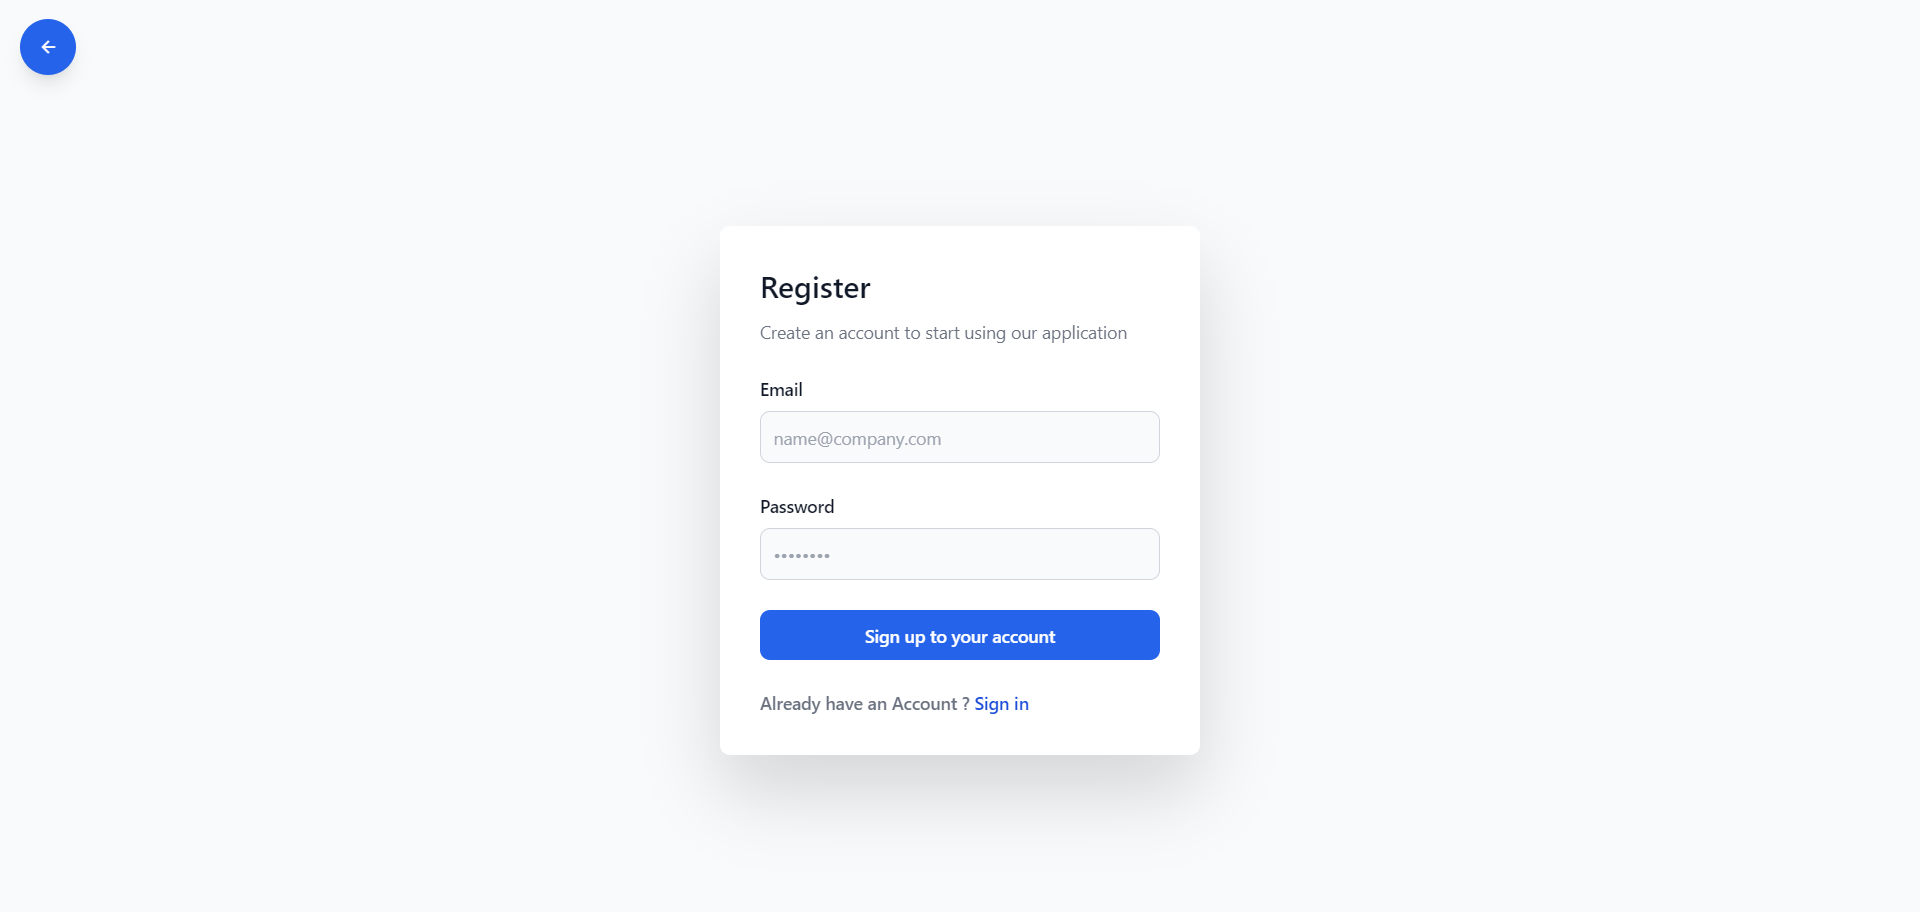 Register
Create an account to start using our application
Email
name@company.com
Password
••••••••
Sign up to your account
Already have an Account ? Sign in